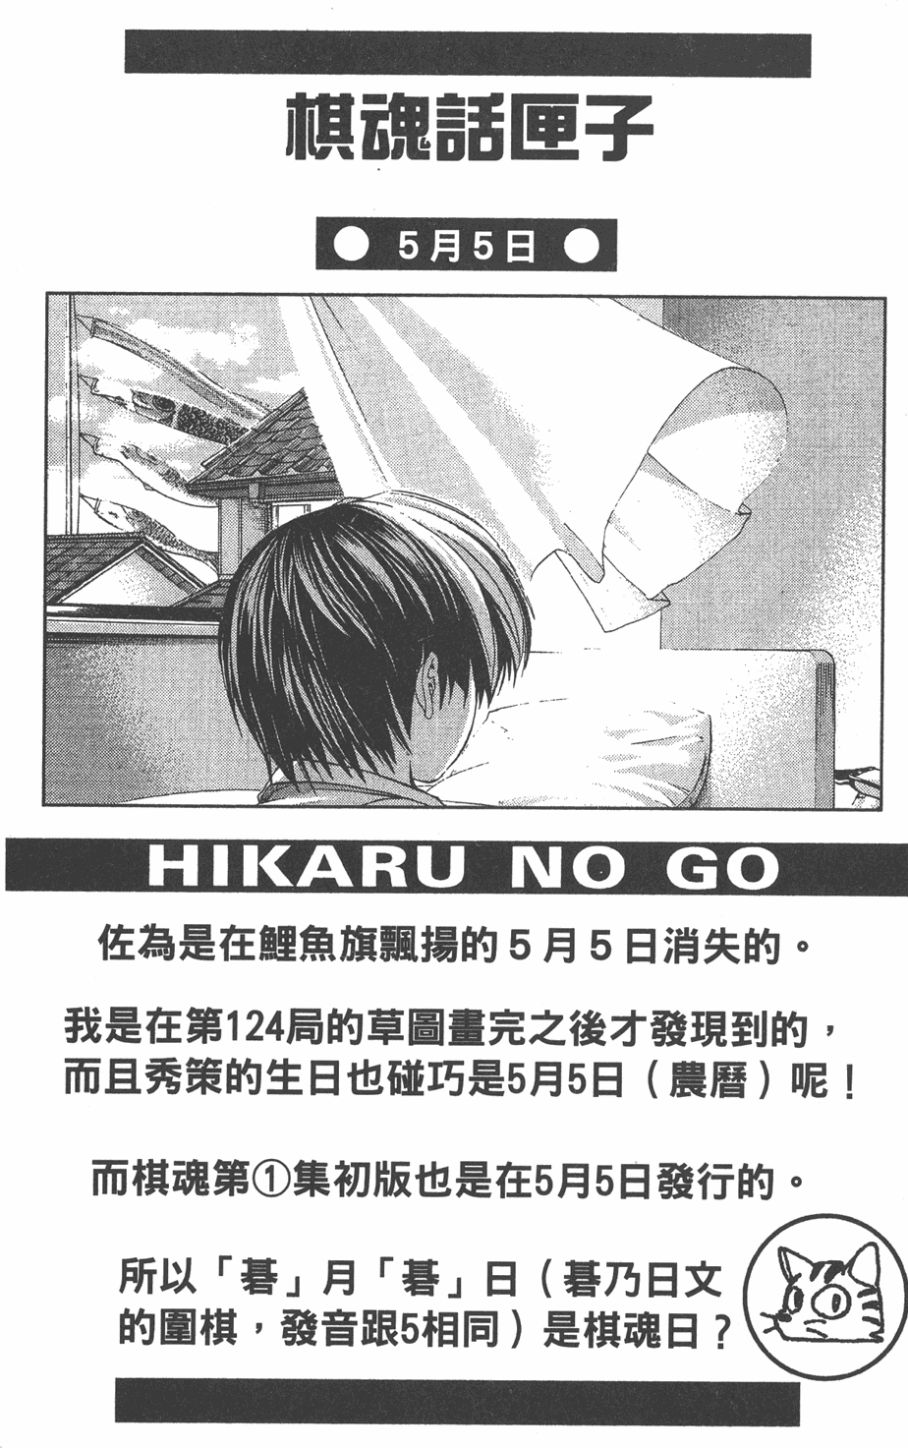 棋魂話匣子
● 5月5日 ●
HIKARU NO GO
佐為是在鯉魚旗飄揚的５月５日消失的。
我是在第124局的草圖畫完之後才發現到的，
而且秀策的生日也碰巧是5月5日（農曆）呢！
而棋魂第①集初版也是在5月5日發行的。
所以「碁」月「碁」日（碁乃日文
的圍棋，發音跟5相同）是棋魂日？